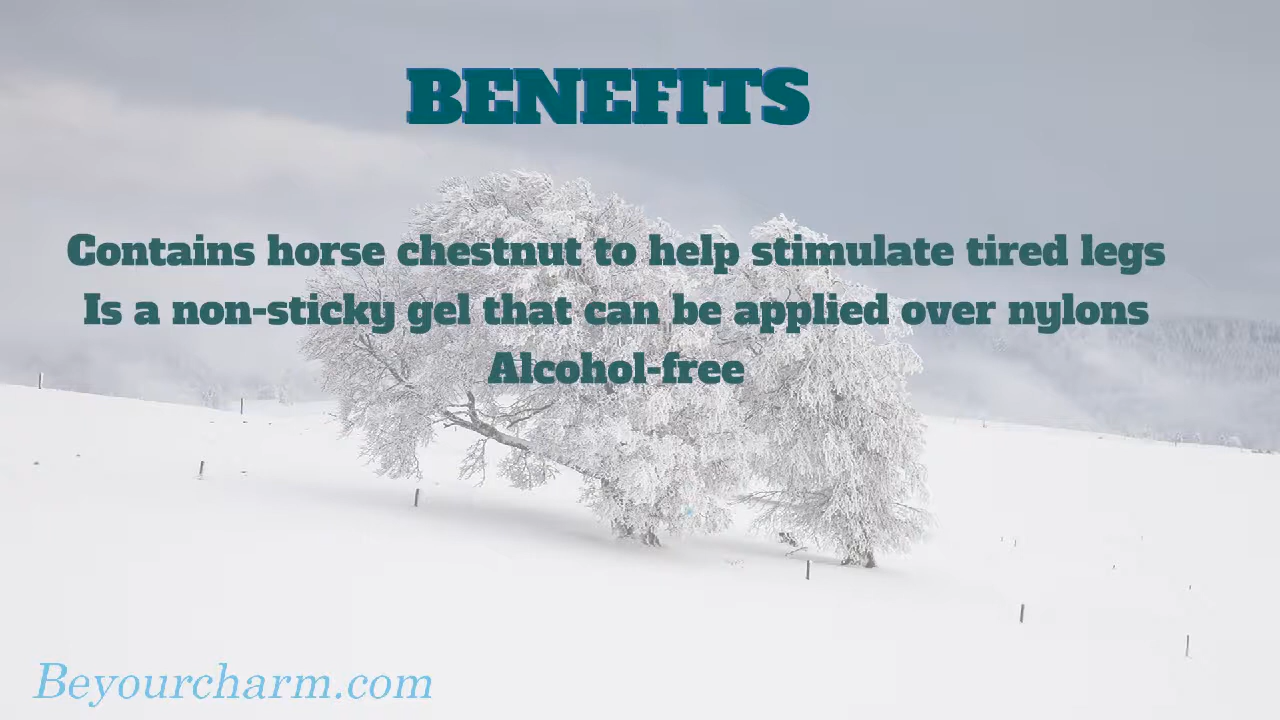 BENEFITS
Contains horse chestnut to help stimulate tired legs
Is a non-sticky gel that can be applied over nylons
Alcohol-free
Beyourcharm.com